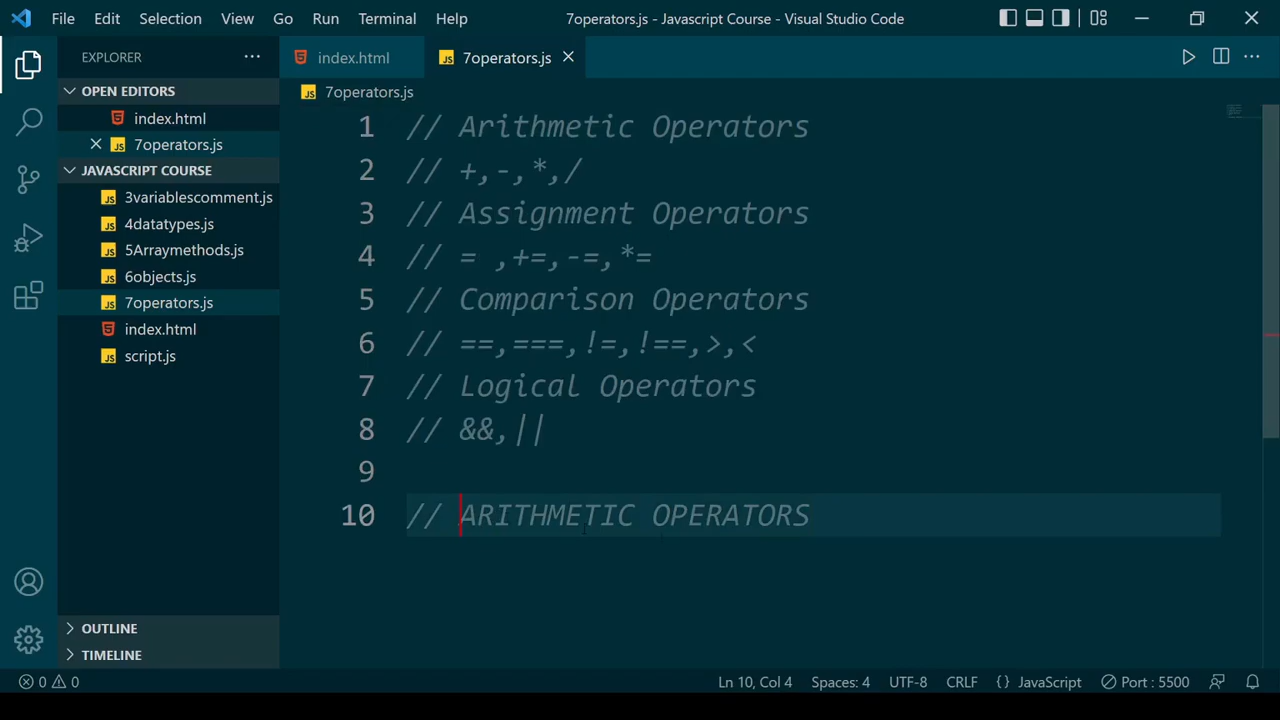 File Edit Selection View Go Run Terminal Help 7operators.js - Javascript Course - Visual Studio Code
EXPLORER
index.html
7operators.js
OPEN EDITORS
index.html
7operators.js
JAVASCRIPT COURSE
3variablescomment.js
4datatypes.js
5Arraymethods.js
6objects.js
7operators.js
index.html
script.js
OUTLINE
TIMELINE
7operators.js
1 // Arithmetic Operators
2 // +,-,*,/
3 // Assignment Operators
4 // = ,+=,-=,*=
5 // Comparison Operators
6 // ==,===,!=,!==,>,<
7 // Logical Operators
8 // &&,||
9
10 // ARITHMETIC OPERATORS
0 0 Ln 10, Col 4 Spaces: 4 UTF-8 CRLF {} JavaScript Port : 5500